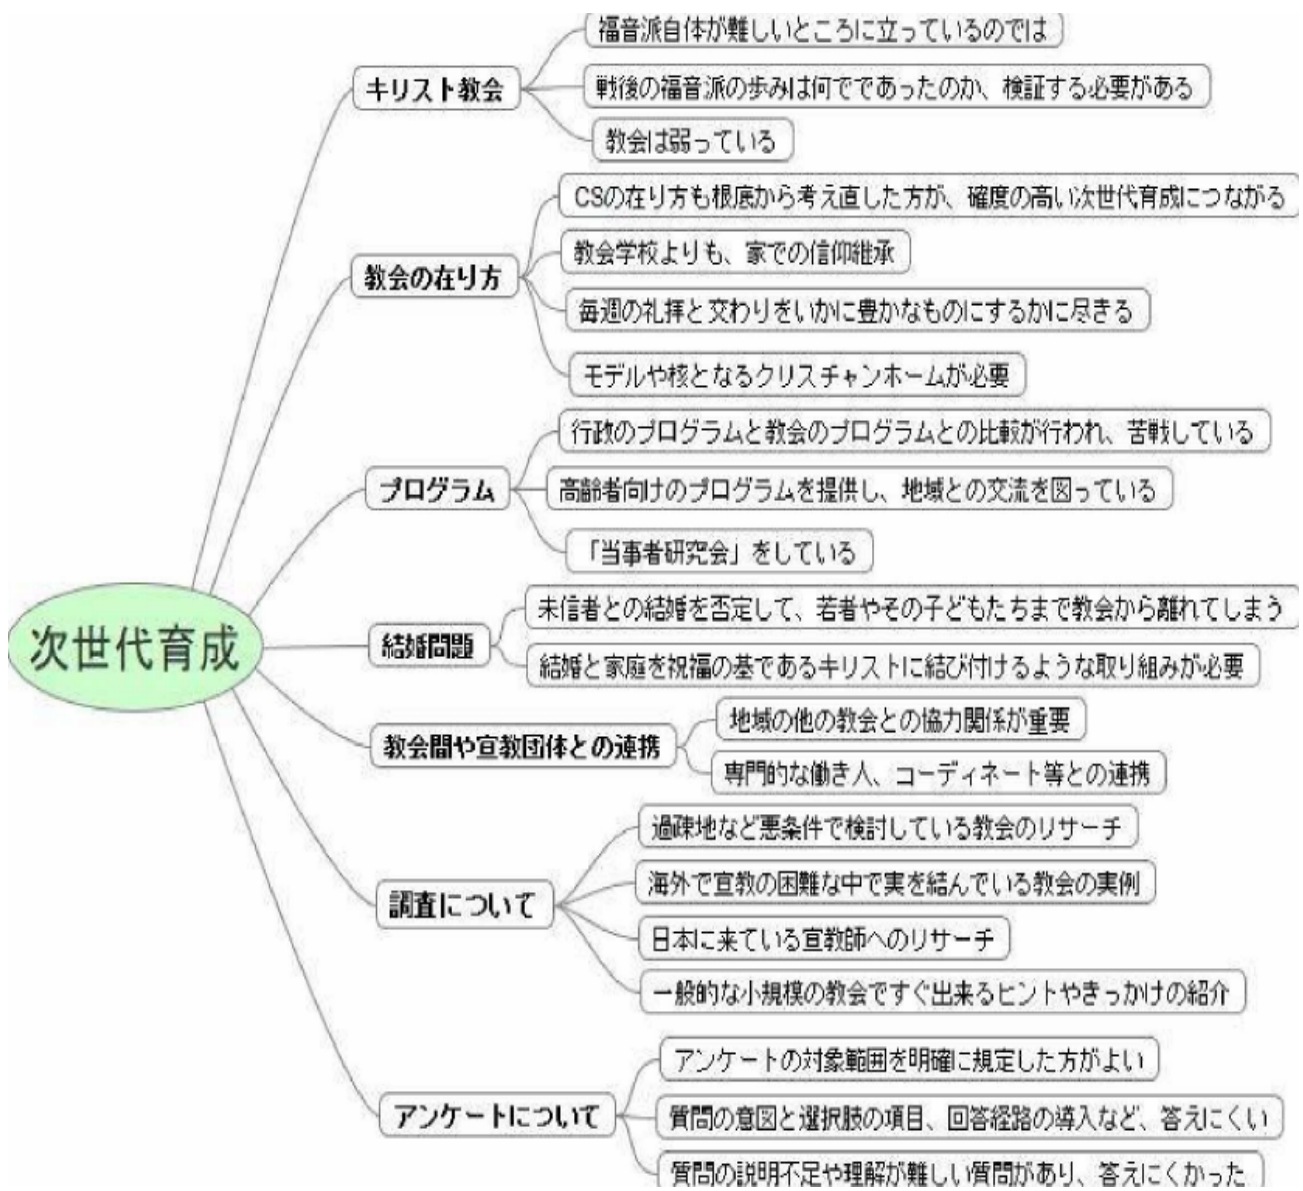 次世代育成
キリスト教会
福音派自体が難しいところに立っているのでは
戦後の福音派の歩みは何でであったのか、検証する必要がある
教会は弱っている
教会の在り方
CSの在り方も根底から考え直した方が、確度の高い次世代育成につながる
教会学校よりも、家での信仰継承
毎週の礼拝と交わりをいかに豊かなものにするかに尽きる
モデルや核となるクリスチャンホームが必要
プログラム
行政のプログラムと教会のプログラムとの比較が行われ、苦戦している
高齢者向けのプログラムを提供し、地域との交流を図っている
「当事者研究会」をしている
結婚問題
未信者との結婚を否定して、若者やその子どもたちまで教会から離れてしまう
結婚と家庭を祝福の基であるキリストに結び付けるような取り組みが必要
教会間や宣教団体との連携
地域の他の教会との協力関係が重要
専門的な働き人、コーディネート等との連携
調査について
過疎地など悪条件で検討している教会のリサーチ
海外で宣教の困難な中で実を結んでいる教会の実例
日本に来ている宣教師へのリサーチ
一般的な小規模の教会ですぐ出来るヒントやきっかけの紹介
アンケートについて
アンケートの対象範囲を明確に規定した方がよい
質問の意図と選択肢の項目、回答経路の導入など、答えにくい
質問の説明不足や理解が難しい質問があり、答えにくかった